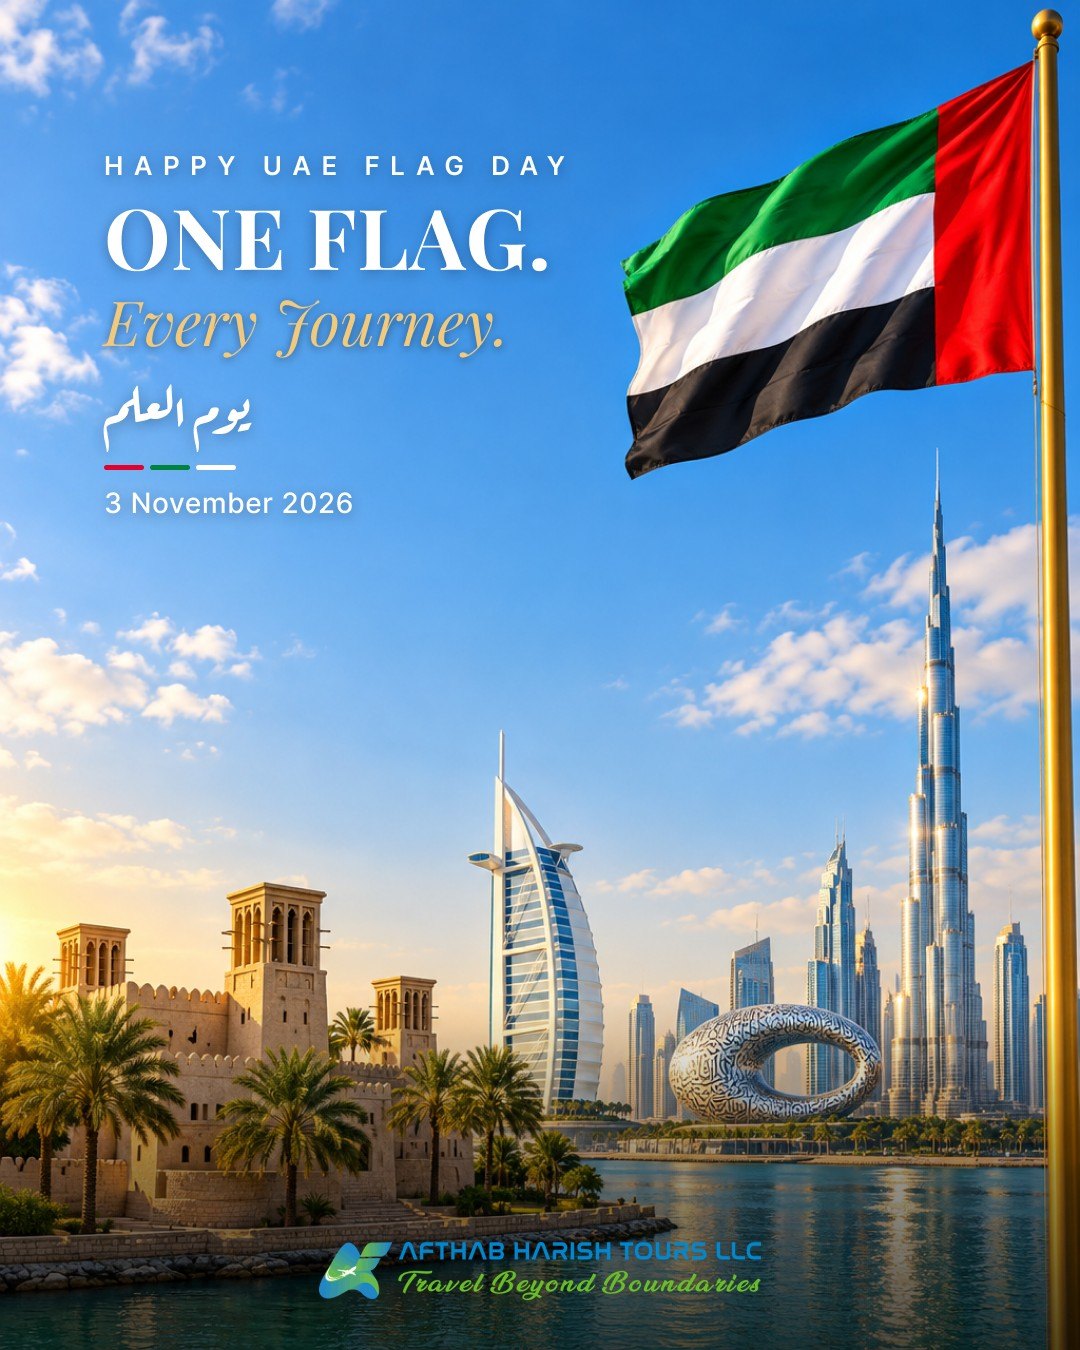 HAPPY UAE FLAG DAY
ONE FLAG.
Every Journey.
يوم العلم
3 November 2026
AFTHAB HARISH TOURS LLC
Travel Beyond Boundaries